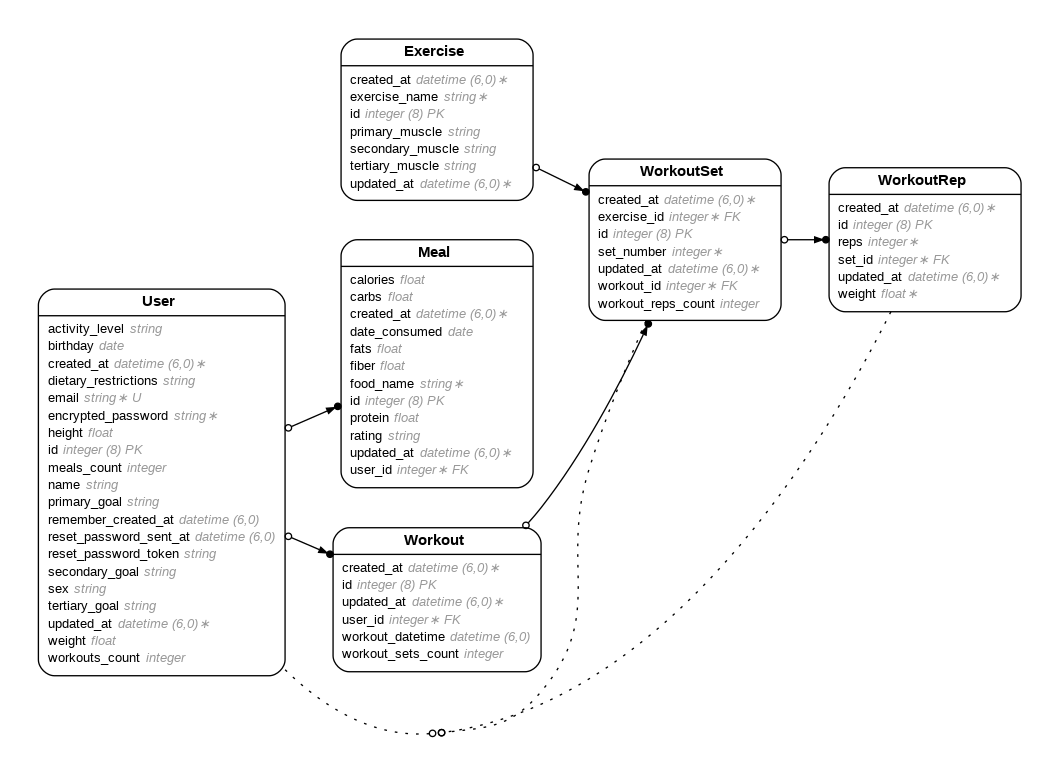 Exercise
created_at datetime (6,0)∗
exercise_name string∗
id integer (8) PK
primary_muscle string
secondary_muscle string
tertiary_muscle string
updated_at datetime (6,0)∗
WorkoutSet
created_at datetime (6,0)∗
exercise_id integer∗ FK
id integer (8) PK
set_number integer∗
updated_at datetime (6,0)∗
workout_id integer∗ FK
workout_reps_count integer
WorkoutRep
created_at datetime (6,0)∗
id integer (8) PK
reps integer∗
set_id integer∗ FK
updated_at datetime (6,0)∗
weight float∗
Meal
calories float
carbs float
created_at datetime (6,0)∗
date_consumed date
fats float
fiber float
food_name string∗
id integer (8) PK
protein float
rating string
updated_at datetime (6,0)∗
user_id integer∗ FK
User
activity_level string
birthday date
created_at datetime (6,0)∗
dietary_restrictions string
email string∗ U
encrypted_password string∗
height float
id integer (8) PK
meals_count integer
name string
primary_goal string
remember_created_at datetime (6,0)
reset_password_sent_at datetime (6,0)
reset_password_token string
secondary_goal string
sex string
tertiary_goal string
updated_at datetime (6,0)∗
weight float
workouts_count integer
Workout
created_at datetime (6,0)∗
id integer (8) PK
updated_at datetime (6,0)∗
user_id integer∗ FK
workout_datetime datetime (6,0)
workout_sets_count integer